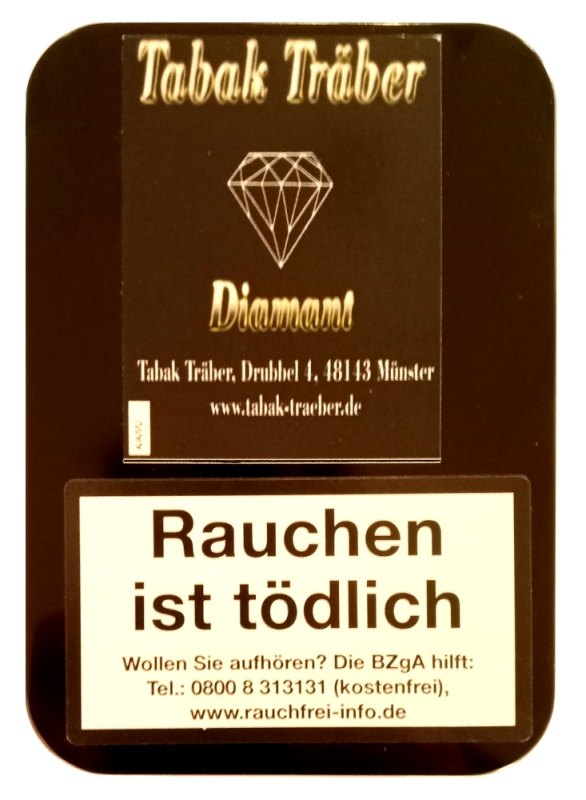 Tabak Träber
Diamant
Tabak Träber, Drubbel 4, 48143 Münster
www.tabak-traeber.de
Rauchen
ist tödlich
Wollen Sie aufhören? Die BZgA hilft:
Tel.: 0800 8 313131 (kostenfrei),
www.rauchfrei-info.de